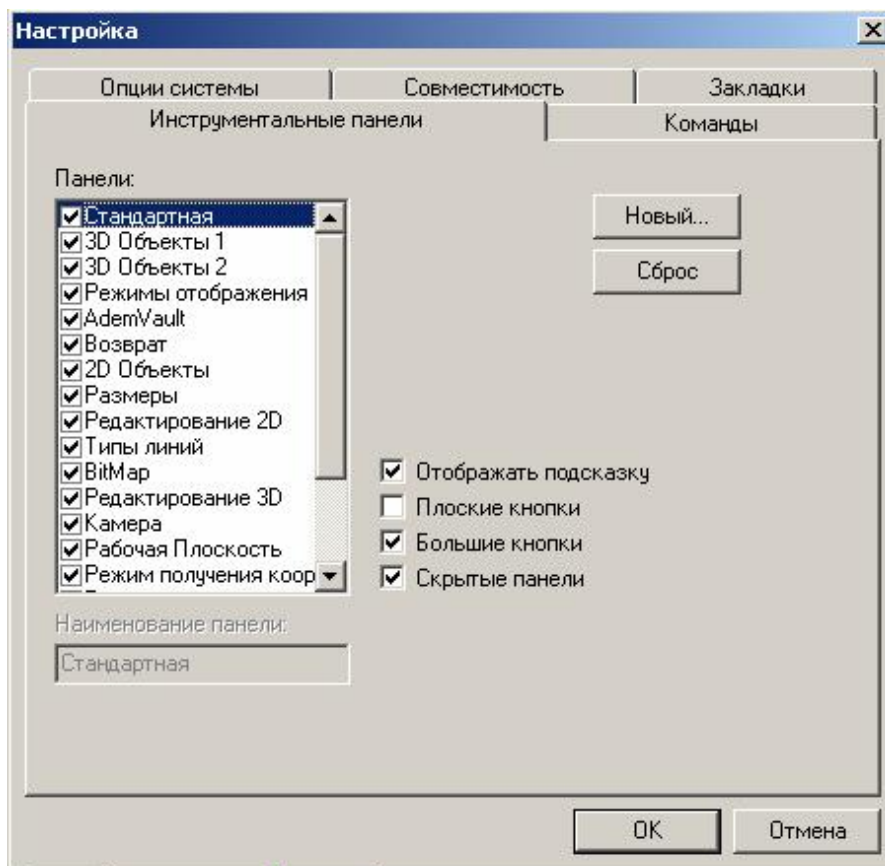 Настройка
Опции системы
Совместимость
Закладки
Инструментальные панели
Команды
Панели:
Стандартная
3D Объекты 1
3D Объекты 2
Режимы отображения
AdemVault
Возврат
2D Объекты
Размеры
Редактирование 2D
Типы линий
BitMap
Редактирование 3D
Камера
Рабочая Плоскость
Режим получения коор
Новый...
Сброс
Отображать подсказку
Плоские кнопки
Большие кнопки
Скрытые панели
Наименование панели:
Стандартная
OK
Отмена